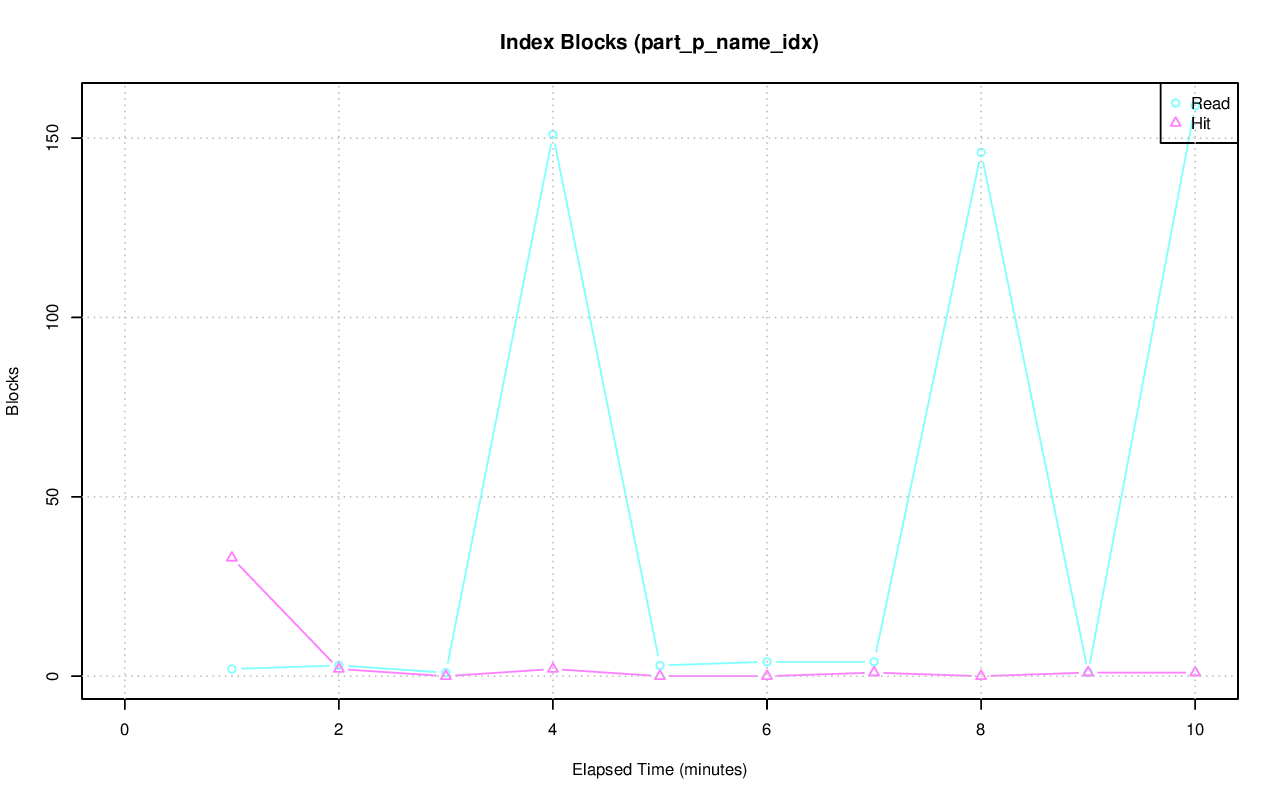 Index Blocks (part_p_name_idx)
Read
Hit
150
100
50
0
Blocks
0 2 4 6 8 10
Elapsed Time (minutes)